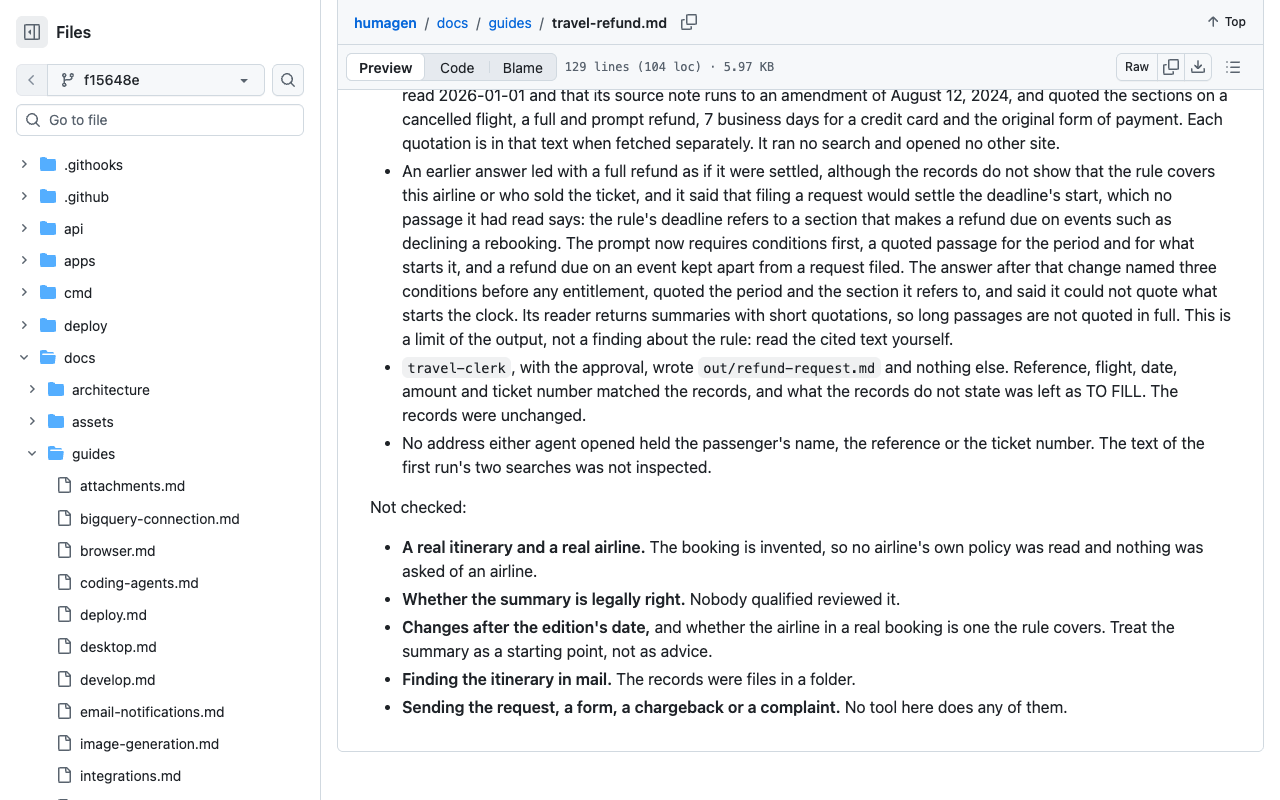 Files
humagen / docs / guides / travel-refund.md
Top
f15648e
Preview
Code
Blame
129 lines (104 loc) · 5.97 KB
Raw
Go to file
.githooks
.github
api
apps
cmd
deploy
docs
architecture
assets
guides
attachments.md
bigquery-connection.md
browser.md
coding-agents.md
deploy.md
desktop.md
develop.md
email-notifications.md
image-generation.md
integrations.md
read 2026-01-01 and that its source note runs to an amendment of August 12, 2024, and quoted the sections on a
cancelled flight, a full and prompt refund, 7 business days for a credit card and the original form of payment. Each
quotation is in that text when fetched separately. It ran no search and opened no other site.
• An earlier answer led with a full refund as if it were settled, although the records do not show that the rule covers
this airline or who sold the ticket, and it said that filing a request would settle the deadline's start, which no
passage it had read says: the rule's deadline refers to a section that makes a refund due on events such as
declining a rebooking. The prompt now requires conditions first, a quoted passage for the period and for what
starts it, and a refund due on an event kept apart from a request filed. The answer after that change named three
conditions before any entitlement, quoted the period and the section it refers to, and said it could not quote what
starts the clock. Its reader returns summaries with short quotations, so long passages are not quoted in full. This is
a limit of the output, not a finding about the rule: read the cited text yourself.
• travel-clerk, with the approval, wrote out/refund-request.md and nothing else. Reference, flight, date,
amount and ticket number matched the records, and what the records do not state was left as TO FILL. The
records were unchanged.
• No address either agent opened held the passenger's name, the reference or the ticket number. The text of the
first run's two searches was not inspected.
Not checked:
• A real itinerary and a real airline. The booking is invented, so no airline's own policy was read and nothing was
asked of an airline.
• Whether the summary is legally right. Nobody qualified reviewed it.
• Changes after the edition's date, and whether the airline in a real booking is one the rule covers. Treat the
summary as a starting point, not as advice.
• Finding the itinerary in mail. The records were files in a folder.
• Sending the request, a form, a chargeback or a complaint. No tool here does any of them.